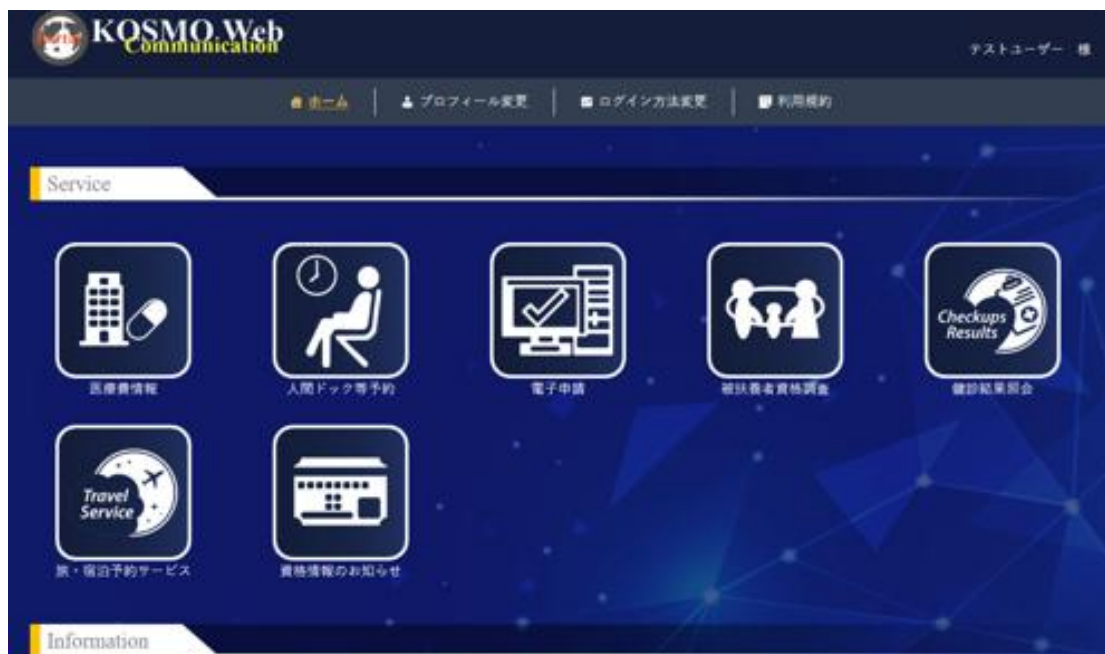 Portal
KOSMO.Web
Communication
テストユーザー 様
ホーム
プロフィール変更
ログイン方法変更
利用規約
Service
Checkups
Results
医療費情報
人間ドック等予約
電子申請
被扶養者資格調査
健診結果照会
Travel
Service
旅・宿泊予約サービス
資格情報のお知らせ
Information